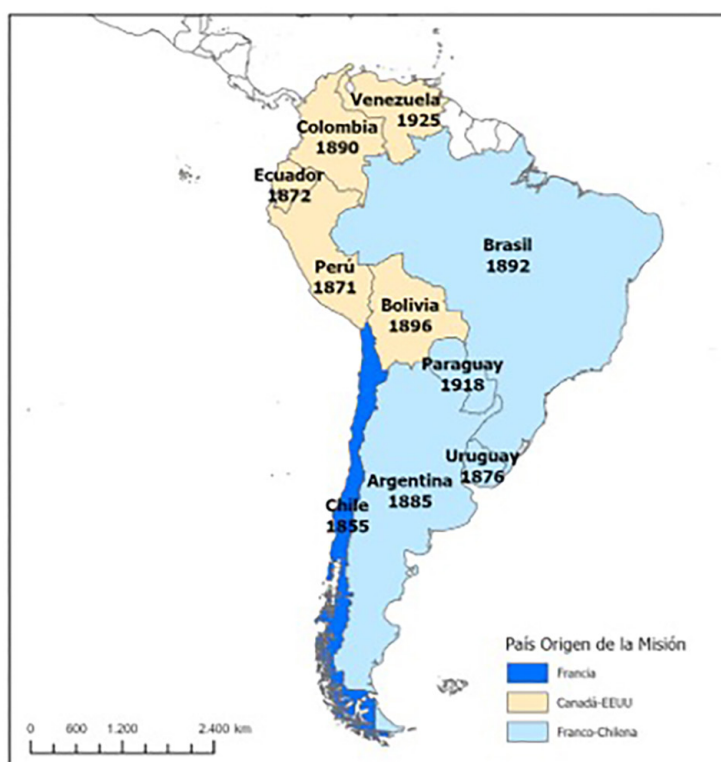 Venezuela
1925
Colombia
1890
Ecuador
1872
Brasil
1892
Perú
1871
Bolivia
1896
Paraguay
1918
Uruguay
1876
Argentina
1885
Chile
1855
País Origen de la Misión
Francia
Canadá-EEUU
Franco-Chilena
0 600 1.200 2.400 km